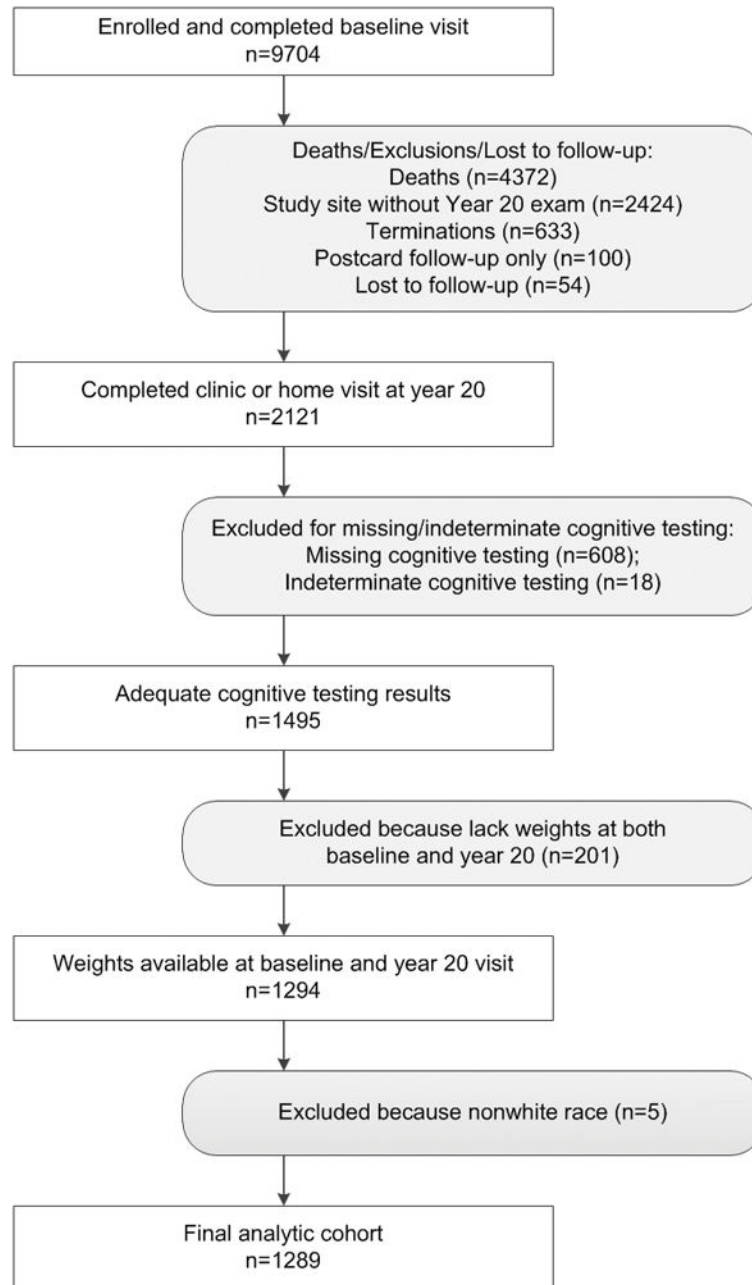 Enrolled and completed baseline visit
n=9704
Deaths/Exclusions/Lost to follow-up:
Deaths (n=4372)
Study site without Year 20 exam (n=2424)
Terminations (n=633)
Postcard follow-up only (n=100)
Lost to follow-up (n=54)
Completed clinic or home visit at year 20
n=2121
Excluded for missing/indeterminate cognitive testing:
Missing cognitive testing (n=608);
Indeterminate cognitive testing (n=18)
Adequate cognitive testing results
n=1495
Excluded because lack weights at both
baseline and year 20 (n=201)
Weights available at baseline and year 20 visit
n=1294
Excluded because nonwhite race (n=5)
Final analytic cohort
n=1289